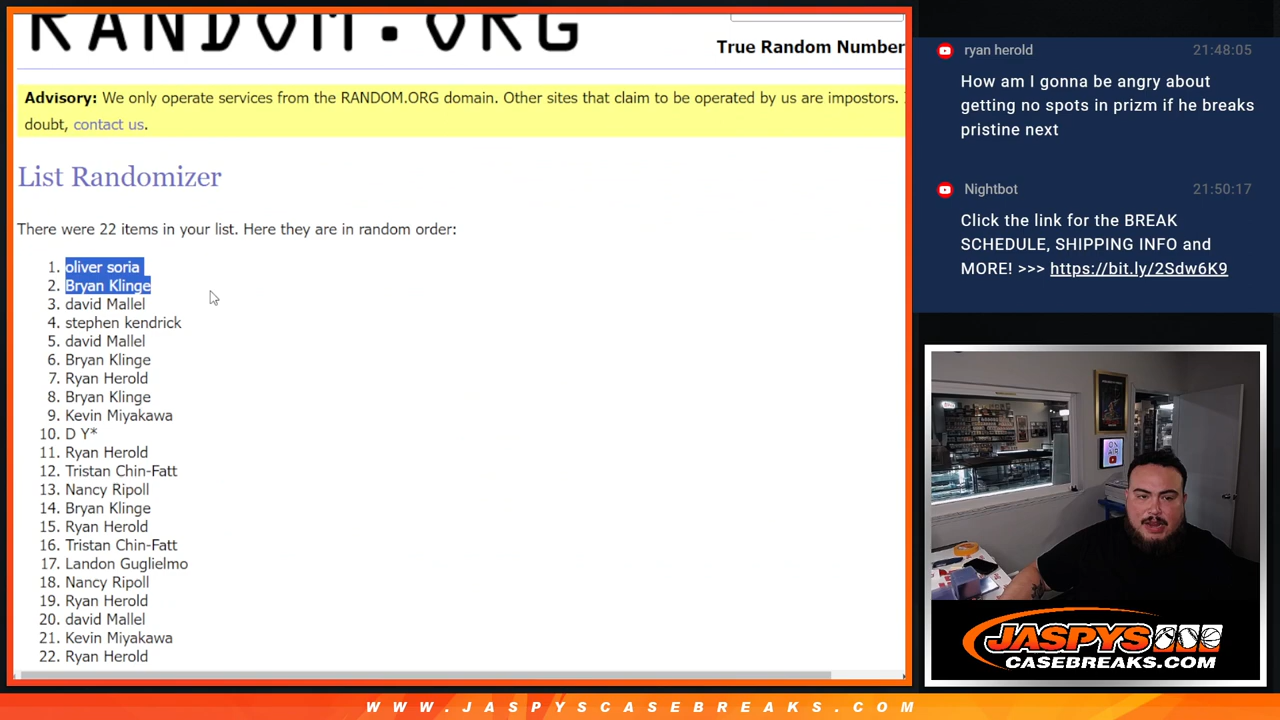 RANDOM.ORG
True Random Number
Advisory: We only operate services from the RANDOM.ORG domain. Other sites that claim to be operated by us are impostors.
doubt, contact us.
List Randomizer
There were 22 items in your list. Here they are in random order:
1. oliver soria
2. Bryan Klinge
3. david Mallel
4. stephen kendrick
5. david Mallel
6. Bryan Klinge
7. Ryan Herold
8. Bryan Klinge
9. Kevin Miyakawa
10. D Y*
11. Ryan Herold
12. Tristan Chin-Fatt
13. Nancy Ripoll
14. Bryan Klinge
15. Ryan Herold
16. Tristan Chin-Fatt
17. Landon Guglielmo
18. Nancy Ripoll
19. Ryan Herold
20. david Mallel
21. Kevin Miyakawa
22. Ryan Herold
ryan herold 21:48:05
How am I gonna be angry about
getting no spots in prizm if he breaks
pristine next
Nightbot 21:50:17
Click the link for the BREAK
SCHEDULE, SHIPPING INFO and
MORE! >>> https://bit.ly/2Sdw6K9
ON
AIR
JASPYS
CASEBREAKS.COM
WWW.JASPYSCASEBREAKS.COM